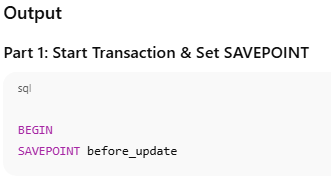 Output
Part 1: Start Transaction & Set SAVEPOINT
sql
BEGIN
SAVEPOINT before_update